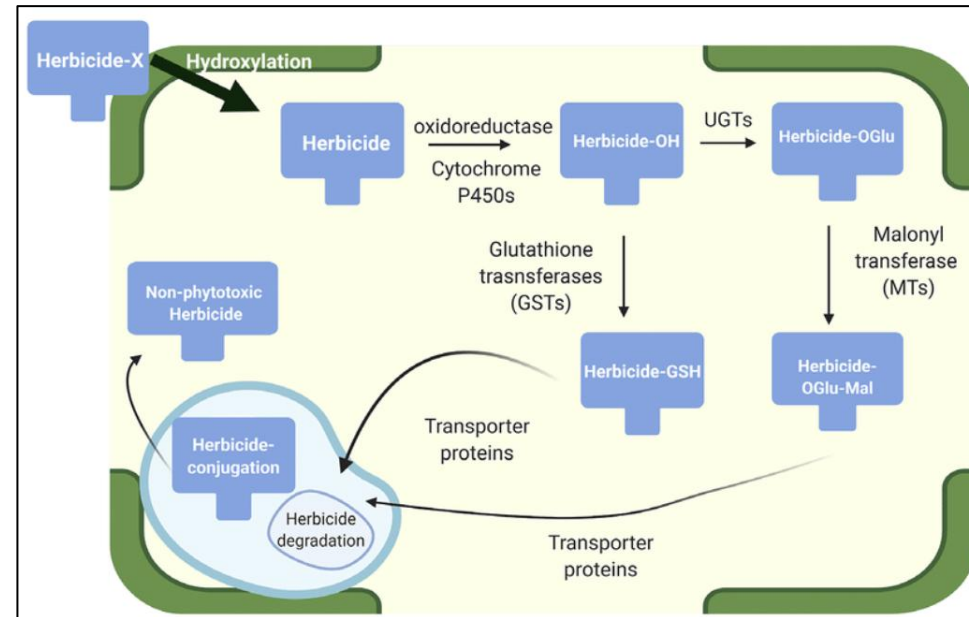 Herbicide-X
Hydroxylation
Herbicide
oxidoreductase
Cytochrome
P450s
Herbicide-OH
UGTs
Herbicide-OGlu
Glutathione
trasnsferases
(GSTs)
Malonyl
transferase
(MTs)
Non-phytotoxic
Herbicide
Herbicide-GSH
Herbicide-
OGlu-Mal
Transporter
proteins
Herbicide-
conjugation
Herbicide
degradation
Transporter
proteins